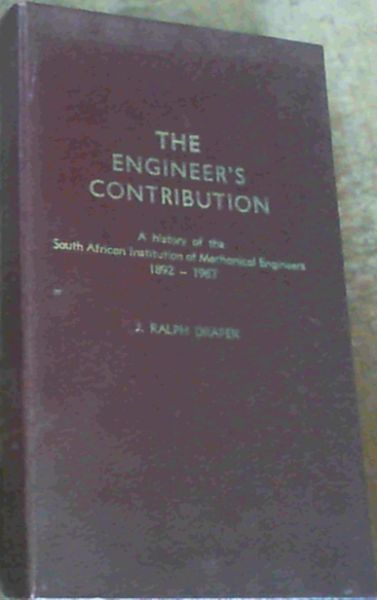 THE
ENGINEER'S
CONTRIBUTION
A history of the
South African Institution of Mechanical Engineers
1892 - 1967
J. RALPH DRAPER